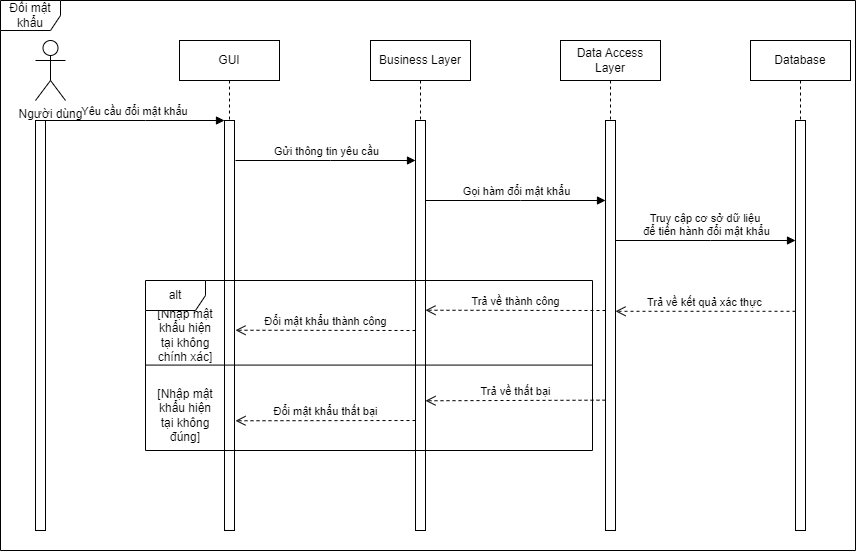 Đổi mật
khẩu
GUI
Business Layer
Data Access
Layer
Database
Người dùng
Yêu cầu đổi mật khẩu
Gửi thông tin yêu cầu
Gọi hàm đổi mật khẩu
Truy cập cơ sở dữ liệu
để tiến hành đổi mật khẩu
alt
Trả về thành công
Trả về kết quả xác thực
[Nhập mật
khẩu hiện
tại không
chính xác]
Đổi mật khẩu thành công
[Nhập mật
khẩu hiện
tại không
đúng]
Trả về thất bại
Đổi mật khẩu thất bại